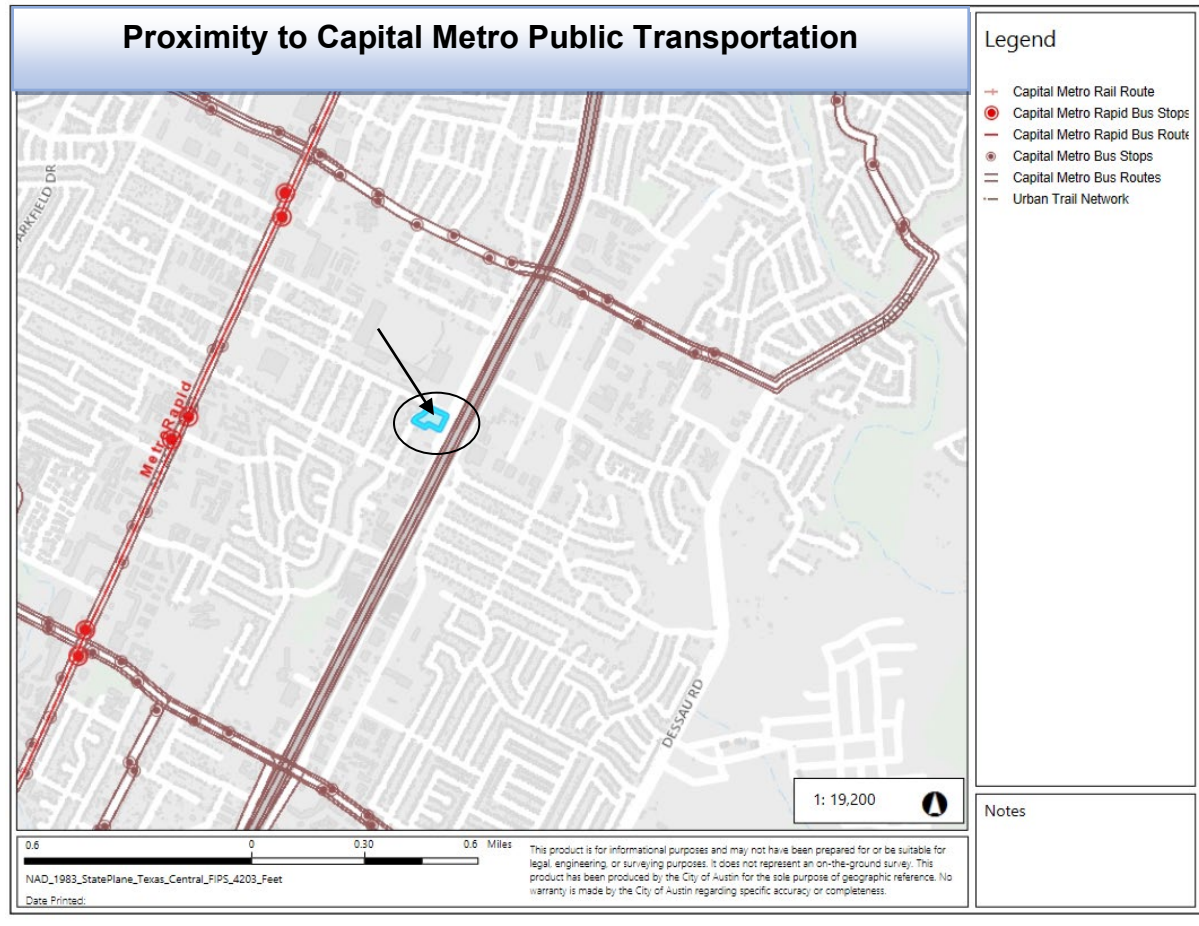 Proximity to Capital Metro Public Transportation
Legend
Capital Metro Rail Route
Capital Metro Rapid Bus Stops
Capital Metro Rapid Bus Route
Capital Metro Bus Stops
Capital Metro Bus Routes
Urban Trail Network
ARKFIELD DR
MetroRapid
DESSAU RD
1: 19,200
Notes
0.6 0 0.30 0.6 Miles
NAD_1983_StatePlane_Texas_Central_FIPS_4203_Feet
Date Printed:
This product is for informational purposes and may not have been prepared for or be suitable for
legal, engineering, or surveying purposes. It does not represent an on-the-ground survey. This
product has been produced by the City of Austin for the sole purpose of geographic reference. No
warranty is made by the City of Austin regarding specific accuracy or completeness.